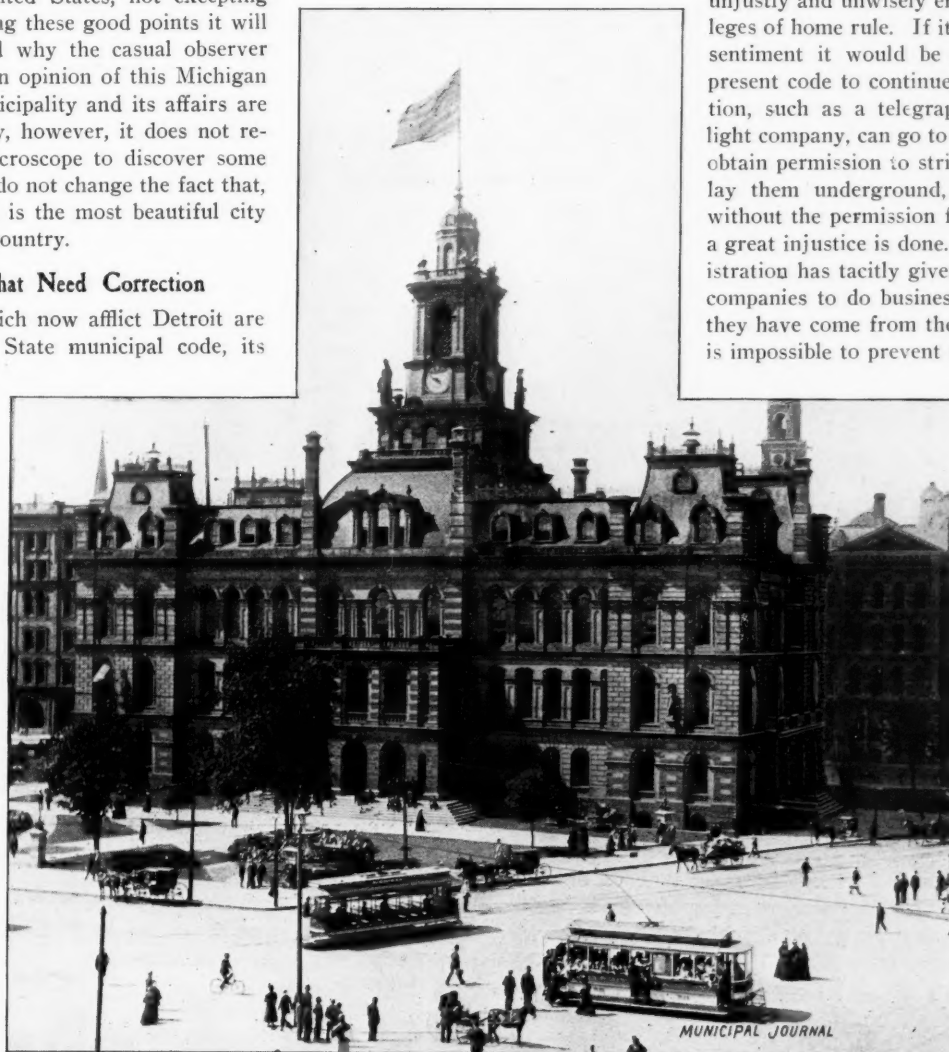 ited States, not excepting
ng these good points it will
d why the casual observer
n opinion of this Michigan
icipality and its affairs are
y, however, it does not re-
croscope to discover some
do not change the fact that,
is the most beautiful city
ountry.
hat Need Correction
ich now afflict Detroit are
State municipal code, its
unjustly and unwisely en
leges of home rule. If it
sentiment it would be
present code to continue
tion, such as a telegrap
light company, can go to
obtain permission to stri
lay them underground,
without the permission f
a great injustice is done.
istration has tacitly give
companies to do busines
they have come from the
is impossible to prevent
MUNICIPAL JOURNAL